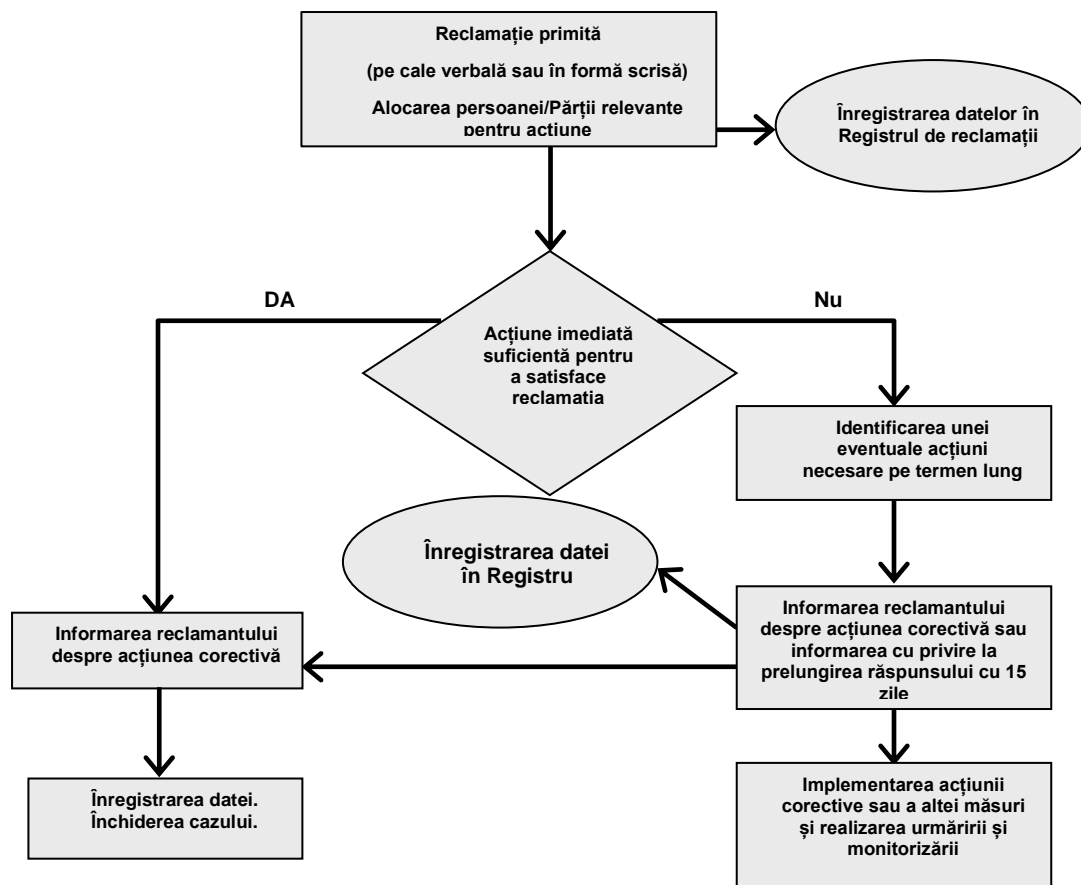 Reclamație primită
(pe cale verbală sau în formă scrisă)
Alocarea persoanei/Părții relevante
pentru actiune
Înregistrarea datelor în
Registrul de reclamații
DA
Nu
Acțiune imediată
suficientă pentru
a satisface
reclamatia
Identificarea unei
eventuale acțiuni
necesare pe termen lung
Înregistrarea datei
în Registru
Informarea reclamantului
despre acțiunea corectivă
Informarea reclamantului
despre acțiunea corectivă sau
informarea cu privire la
prelungirea răspunsului cu 15
zile
Înregistrarea datei.
Închiderea cazului.
Implementarea acțiunii
corective sau a altei măsuri
și realizarea urmăririi și
monitorizării